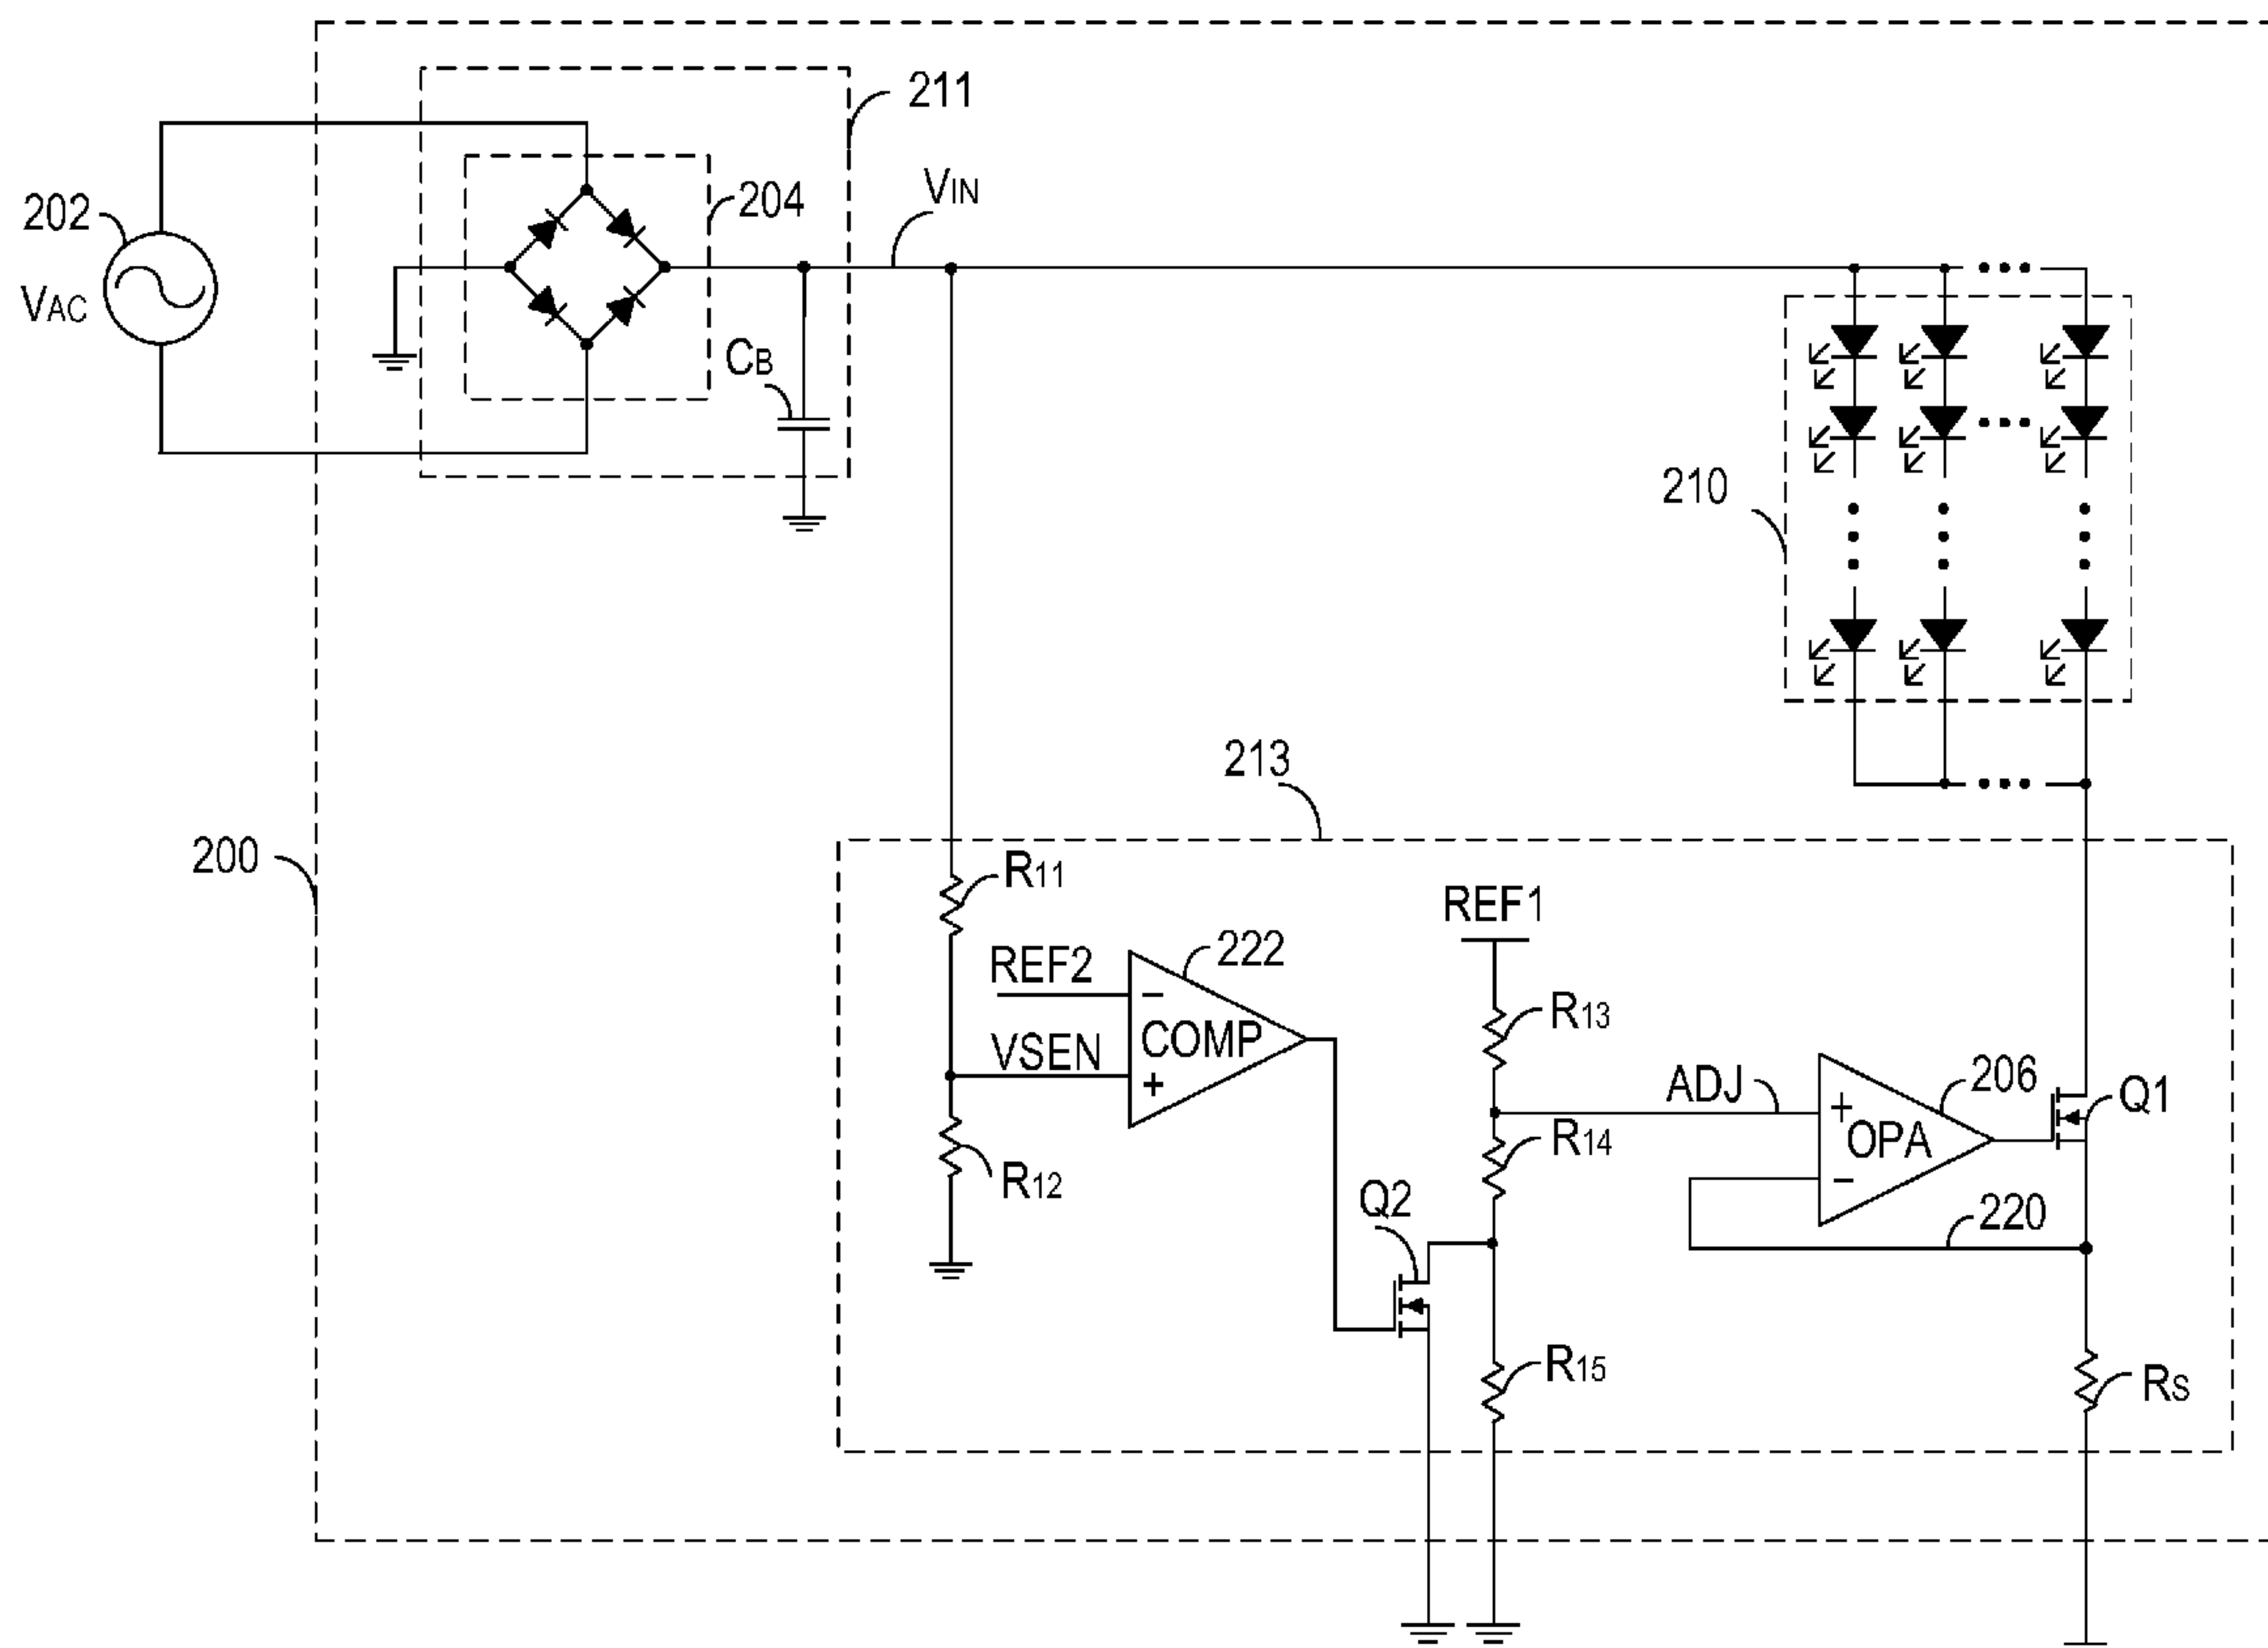 211
202
204
VIN
VAC
CB
210
213
200
R11
REF1
REF2
222
R13
VSEN
COMP
+
−
ADJ
206
Q1
R12
R14
+
OPA
−
Q2
220
R15
RS